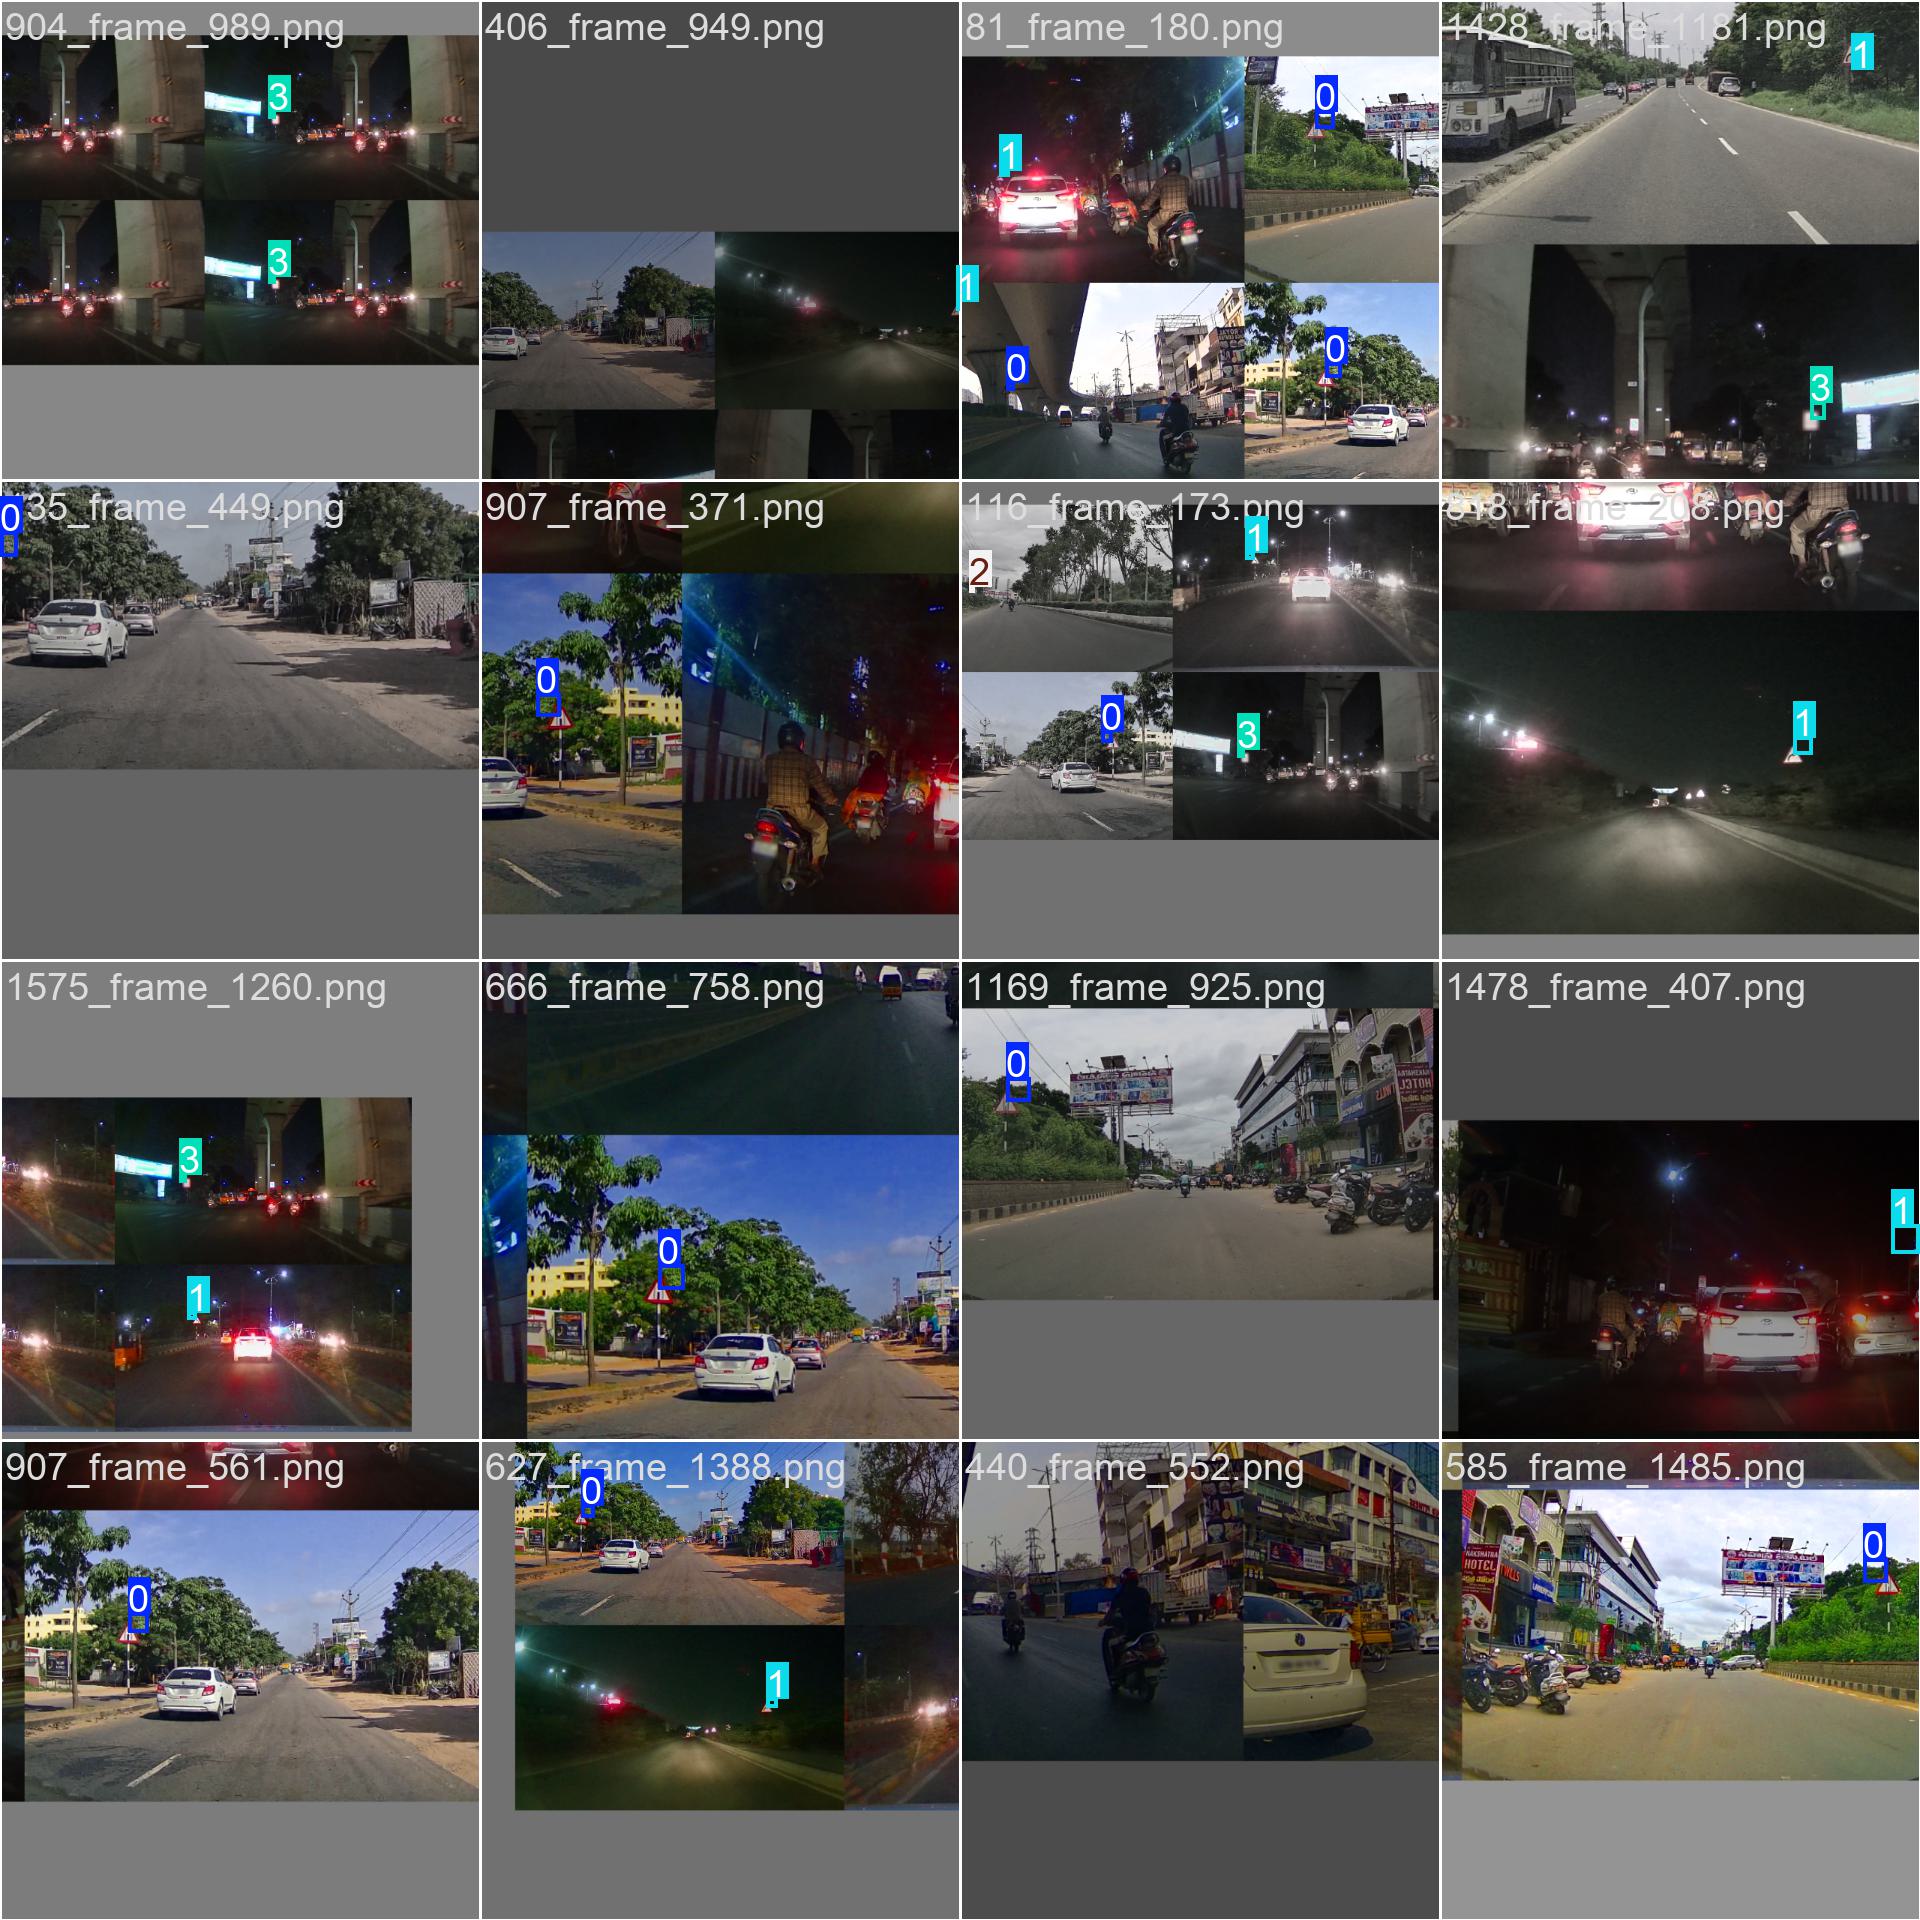 904_frame_989.png
3
3
406_frame_949.png
1
81_frame_180.png
1
0
0
0
1428_frame_1181.png
1
3
35_frame_449.png
0
907_frame_371.png
0
116_frame_173.png
2
1
0
3
818_frame_208.png
1
1575_frame_1260.png
3
1
666_frame_758.png
0
1169_frame_925.png
0
HOTEL
1478_frame_407.png
1
907_frame_561.png
0
627_frame_1388.png
0
1
440_frame_552.png
585_frame_1485.png
0
NAKSHATRA
HOTEL